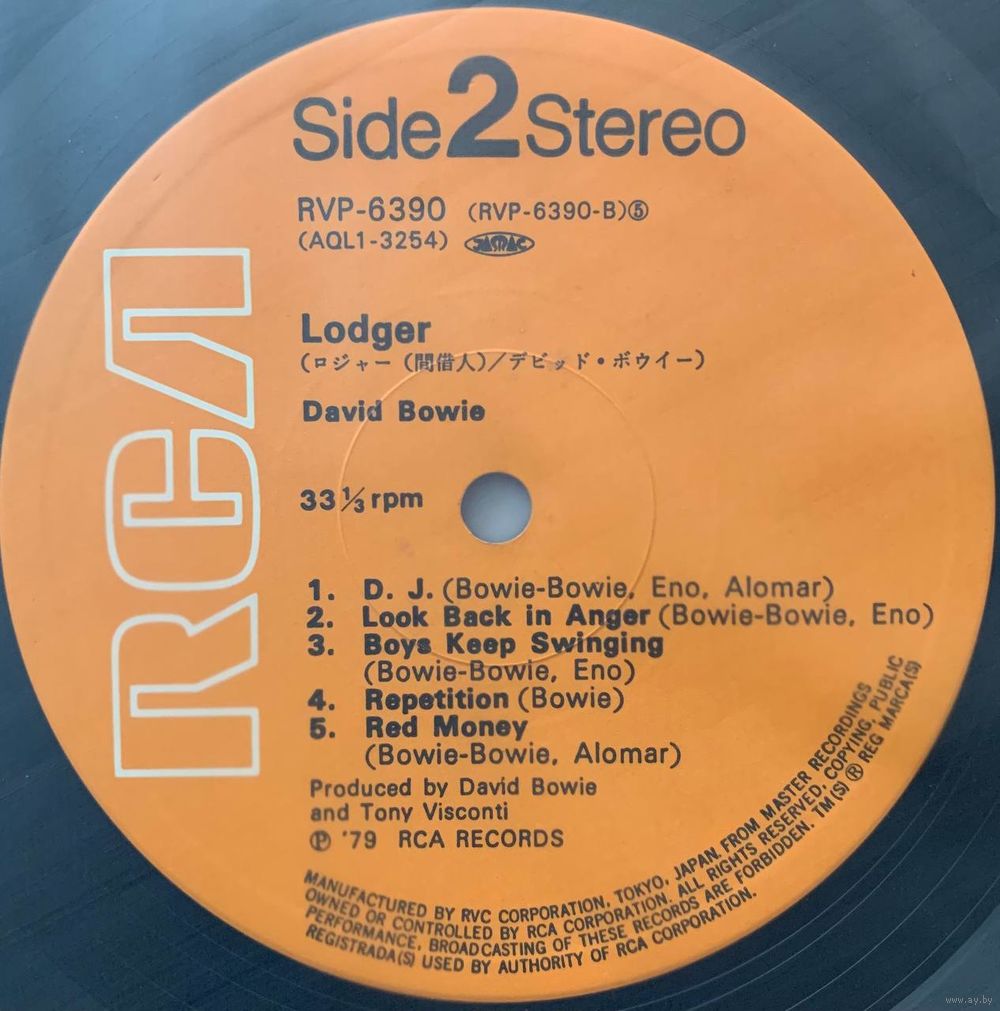 Side 2 Stereo
RVP-6390 (RVP-6390-B)⑤
(AQL1-3254) JASRAC
RCA
Lodger
(ロジャー (間借人)/デビッド・ボウイー)
David Bowie
33 1/3 rpm
1. D. J. (Bowie-Bowie, Eno, Alomar)
2. Look Back in Anger (Bowie-Bowie, Eno)
3. Boys Keep Swinging
(Bowie-Bowie, Eno)
4. Repetition (Bowie)
5. Red Money
(Bowie-Bowie, Alomar)
Produced by David Bowie
and Tony Visconti
℗ '79 RCA RECORDS
MANUFACTURED BY RVC CORPORATION, TOKYO, JAPAN. FROM MASTER RECORDINGS
OWNED OR CONTROLLED BY RCA CORPORATION. ALL RIGHTS RESERVED. COPYING, PUBLIC
PERFORMANCE, BROADCASTING OF THESE RECORDS ARE FORBIDDEN. TM(S) ® REG MARCA(S)
REGISTRADA(S) USED BY AUTHORITY OF RCA CORPORATION.
www.ay.by